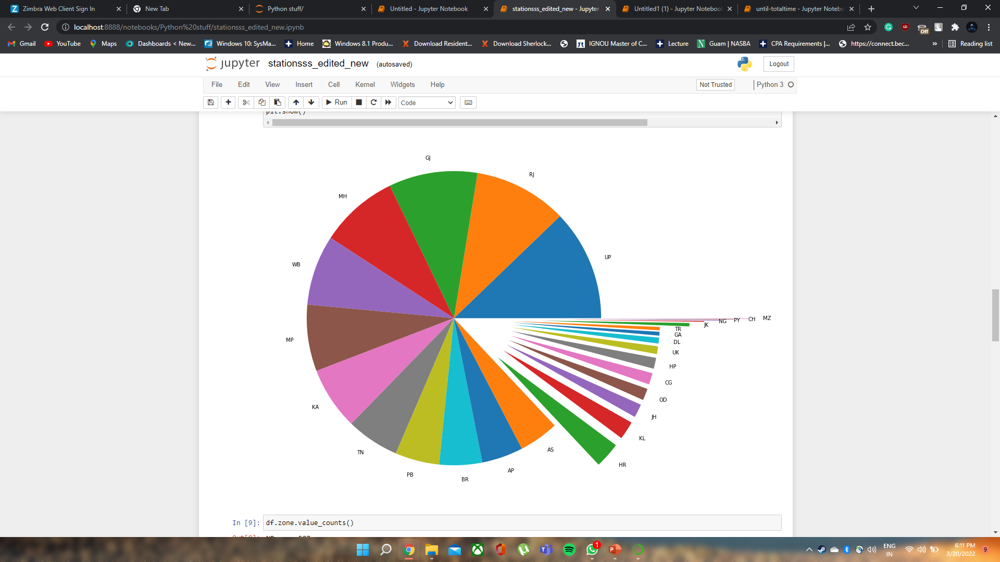 Zimbra Web Client Sign In
New Tab
Python stuff/
Untitled - Jupyter Notebook
stationsss_edited_new - Jupyter
Untitled1 (1) - Jupyter Notebook
until-totaltime - Jupyter Notebo
localhost:8888/notebooks/Python%20stuff/stationsss_edited_new.ipynb
Off
Gmail
YouTube
Maps
Dashboards < New...
Windows 10: SysMa...
Home
Windows 8.1 Produ...
Download Resident...
Download Sherlock...
IGNOU Master of C...
Lecture
Guam | NASBA
CPA Requirements |...
https://connect.bec...
»
Reading list
jupyter stationsss_edited_new (autosaved)
Logout
File Edit View Insert Cell Kernel Widgets Help
Not Trusted
Python 3
Run
Code
plt.show()
GJ
RJ
MH
UP
WB
MZ
CH
PY
NG
JK
TR
GA
MP
DL
UK
HP
CG
OD
KA
JH
KL
AS
TN
HR
AP
PB
BR
In [9]: df.zone.value_counts()
1
ENG
IN
6:11 PM
3/20/2022
9